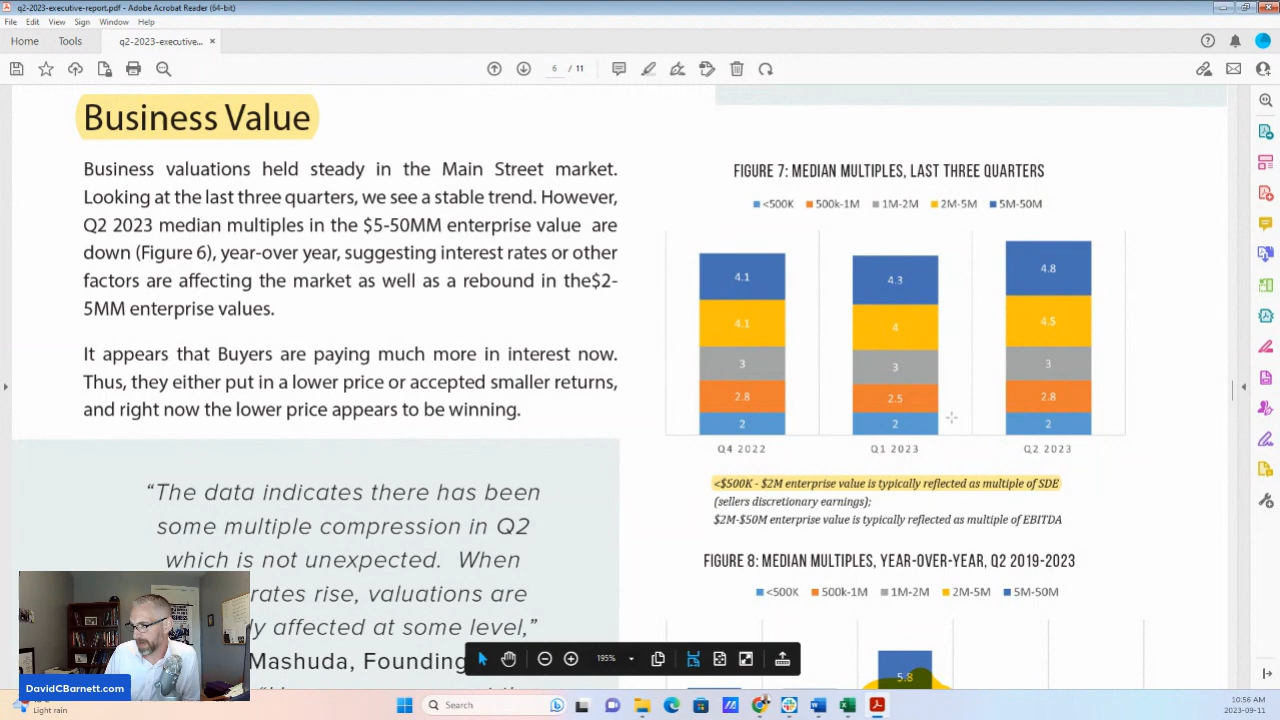 q2-2023-executive-report.pdf - Adobe Acrobat Reader (64-bit)
File Edit View Sign Window Help
Home Tools q2-2023-executive... ×
6 / 11
Business Value
Business valuations held steady in the Main Street market.
Looking at the last three quarters, we see a stable trend. However,
Q2 2023 median multiples in the $5-50MM enterprise value are
down (Figure 6), year-over year, suggesting interest rates or other
factors are affecting the market as well as a rebound in the$2-
5MM enterprise values.
It appears that Buyers are paying much more in interest now.
Thus, they either put in a lower price or accepted smaller returns,
and right now the lower price appears to be winning.
“The data indicates there has been
some multiple compression in Q2
which is not unexpected. When
rates rise, valuations are
y affected at some level,”
Mashuda, Founding
FIGURE 7: MEDIAN MULTIPLES, LAST THREE QUARTERS
<500K 500k-1M 1M-2M 2M-5M 5M-50M
4.1 4.3 4.8
4.1 4 4.5
3 3 3
2.8 2.5 2.8
2 2 2
Q4 2022 Q1 2023 Q2 2023
<$500K - $2M enterprise value is typically reflected as multiple of SDE
(sellers discretionary earnings);
$2M-$50M enterprise value is typically reflected as multiple of EBITDA
FIGURE 8: MEDIAN MULTIPLES, YEAR-OVER-YEAR, Q2 2019-2023
<500K 500k-1M 1M-2M 2M-5M 5M-50M
5.8
195%
DavidCBarnett.com
Light rain
Search
10:56 AM
2023-09-11